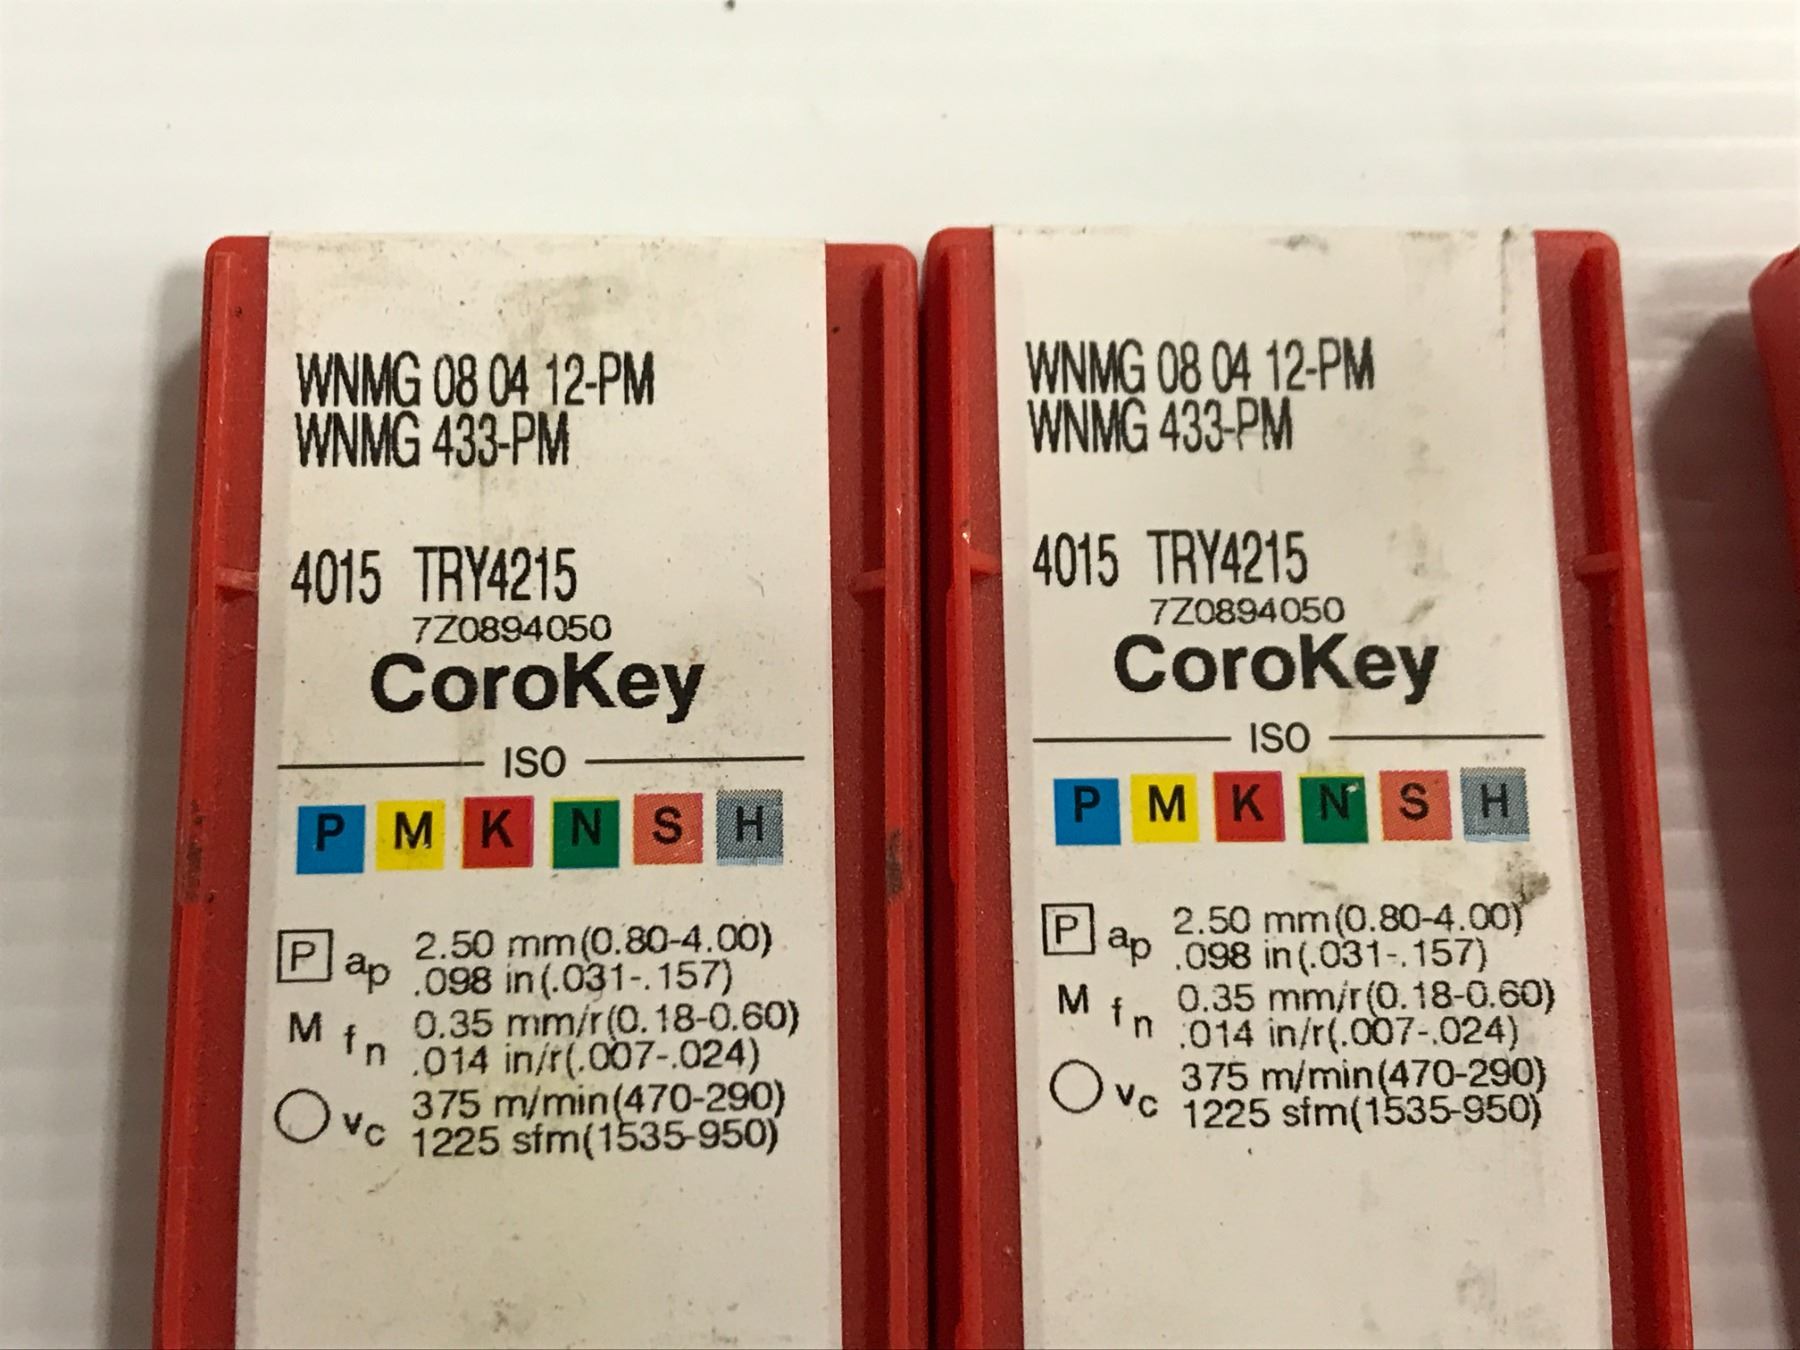 WNMG 08 04 12-PM
WNMG 433-PM
4015 TRY4215
7Z0894050
CoroKey
ISO
P M K N S H
P ap 2.50 mm(0.80-4.00)
.098 in(.031-.157)
M fn 0.35 mm/r(0.18-0.60)
.014 in/r(.007-.024)
vc 375 m/min(470-290)
1225 sfm(1535-950)
WNMG 08 04 12-PM
WNMG 433-PM
4015 TRY4215
7Z0894050
CoroKey
ISO
P M K N S H
P ap 2.50 mm(0.80-4.00)
.098 in(.031-.157)
M fn 0.35 mm/r(0.18-0.60)
.014 in/r(.007-.024)
vc 375 m/min(470-290)
1225 sfm(1535-950)